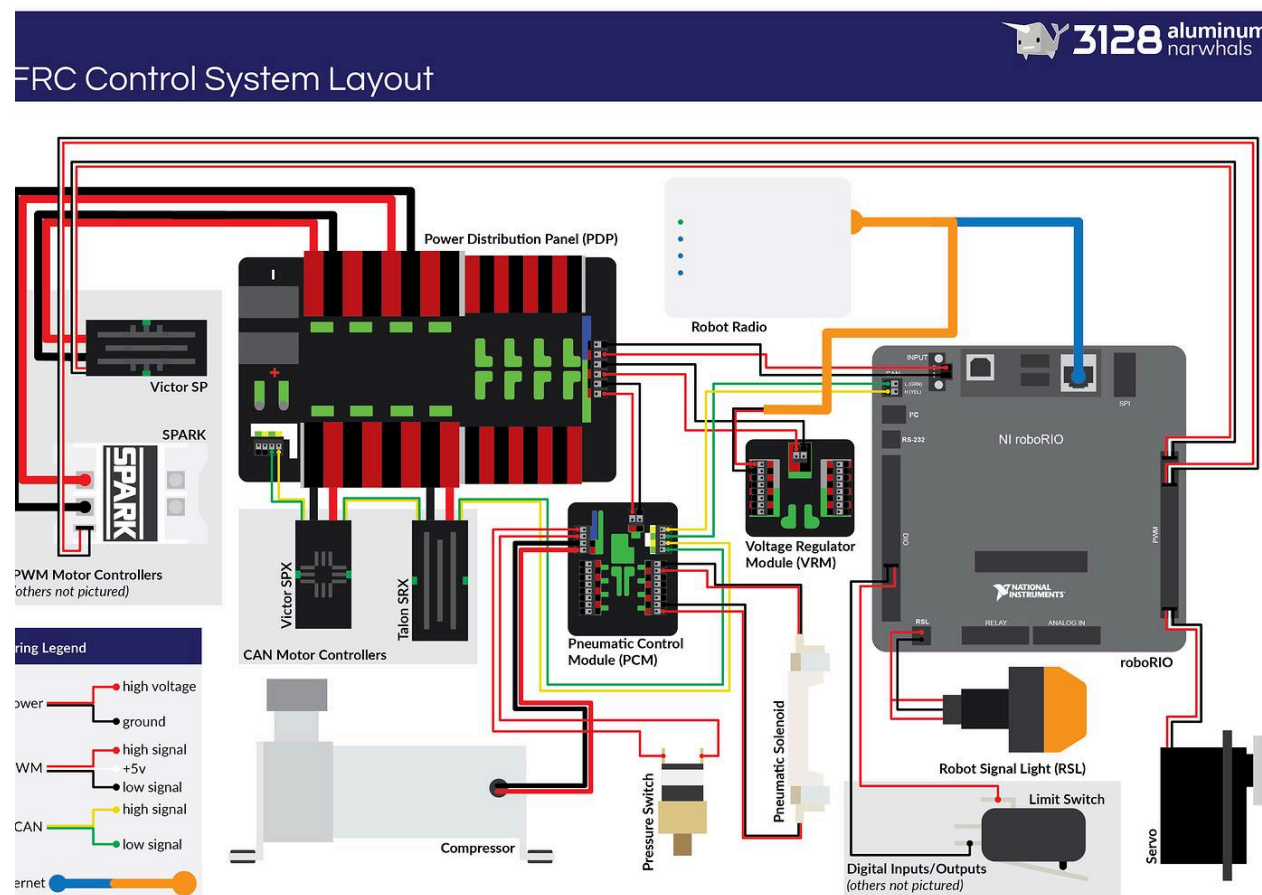 3128 aluminum
narwhals
FRC Control System Layout
Power Distribution Panel (PDP)
Robot Radio
Victor SP
SPARK
SPARK
PWM Motor Controllers
(others not pictured)
Victor SPX
Talon SRX
CAN Motor Controllers
Pneumatic Control
Module (PCM)
Voltage Regulator
Module (VRM)
INPUT
CAN
L (GRN)
H (YEL)
I²C
RS-232
SPI
NI roboRIO
DIO
PWM
NATIONAL
INSTRUMENTS
RSL
RELAY
ANALOG IN
roboRIO
ring Legend
ower
high voltage
ground
WM
high signal
+5v
low signal
CAN
high signal
low signal
ernet
Compressor
Pressure Switch
Pneumatic Solenoid
Robot Signal Light (RSL)
Limit Switch
Digital Inputs/Outputs
(others not pictured)
Servo